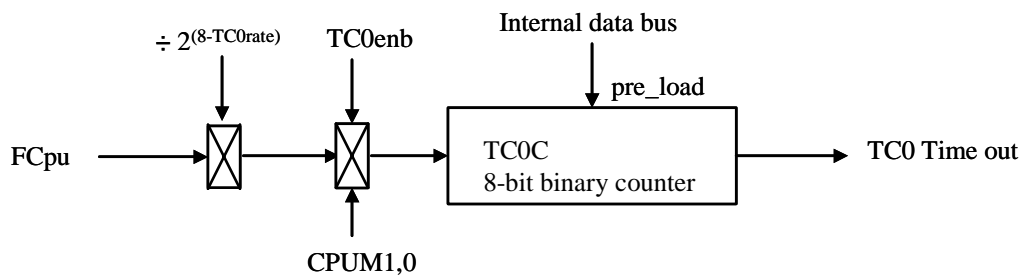 Internal data bus
÷ 2(8-TC0rate)
TC0enb
pre_load
FCpu
TC0C
8-bit binary counter
TC0 Time out
CPUM1,0